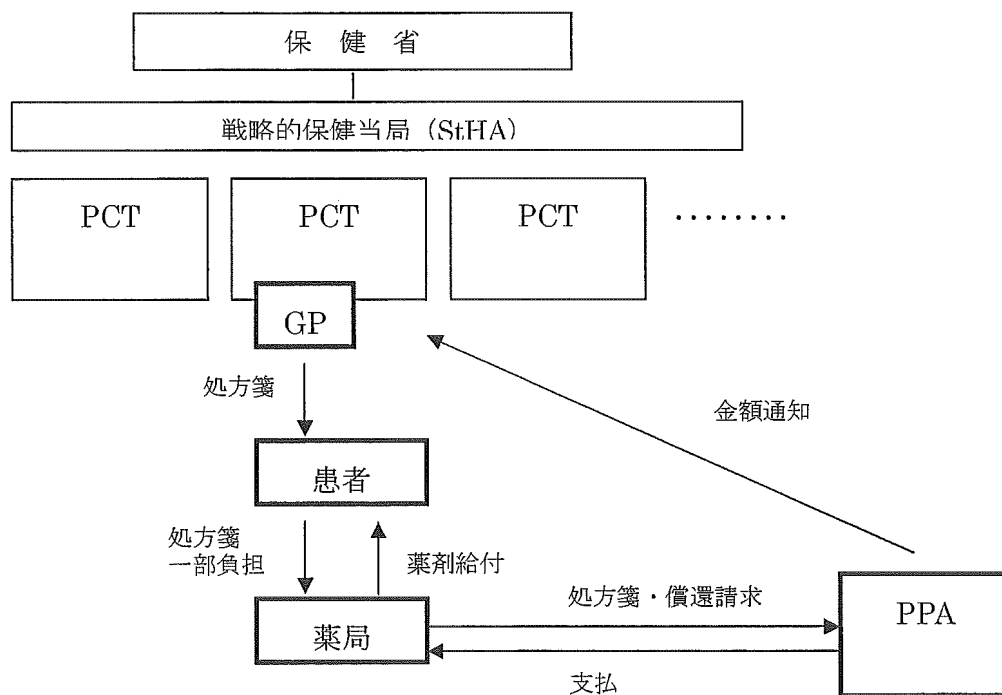 保　健　省
戦略的保健当局（StHA）
PCT
PCT
PCT
････････
GP
処方箋
金額通知
患者
処方箋
一部負担
薬剤給付
処方箋・償還請求
PPA
薬局
支払